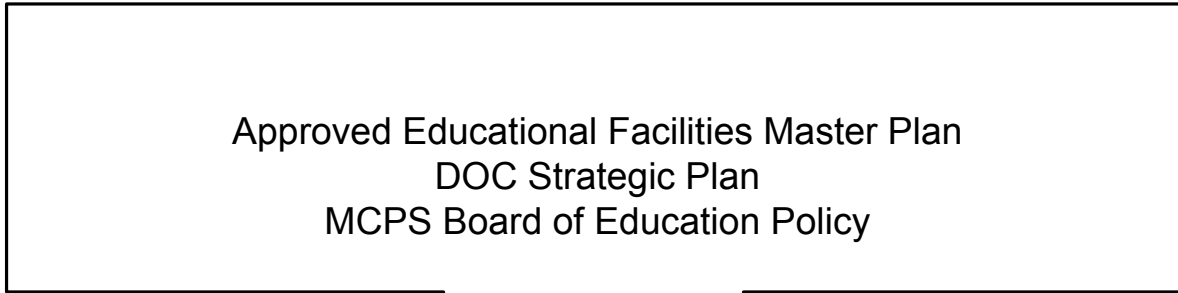 Approved Educational Facilities Master Plan
DOC Strategic Plan
MCPS Board of Education Policy